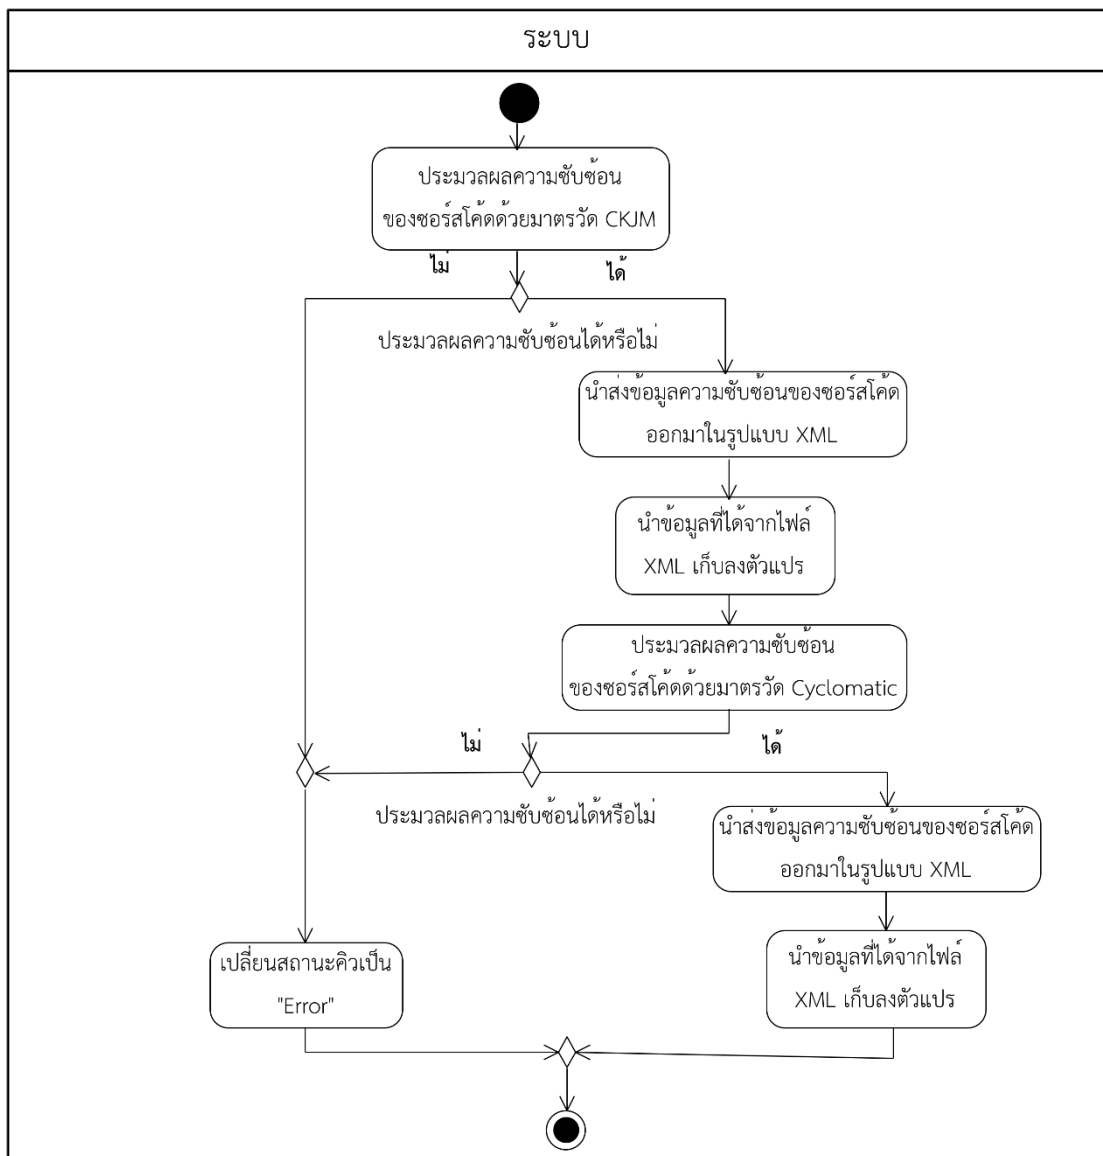 ระบบ
ประมวลผลความซับซ้อน
ของซอร์สโค้ดด้วยมาตรวัด CKJM
ไม่
ได้
ประมวลผลความซับซ้อนได้หรือไม่
นำส่งข้อมูลความซับซ้อนของซอร์สโค้ด
ออกมาในรูปแบบ XML
นำข้อมูลที่ได้จากไฟล์
XML เก็บลงตัวแปร
ประมวลผลความซับซ้อน
ของซอร์สโค้ดด้วยมาตรวัด Cyclomatic
ไม่
ได้
ประมวลผลความซับซ้อนได้หรือไม่
นำส่งข้อมูลความซับซ้อนของซอร์สโค้ด
ออกมาในรูปแบบ XML
เปลี่ยนสถานะคิวเป็น
"Error"
นำข้อมูลที่ได้จากไฟล์
XML เก็บลงตัวแปร